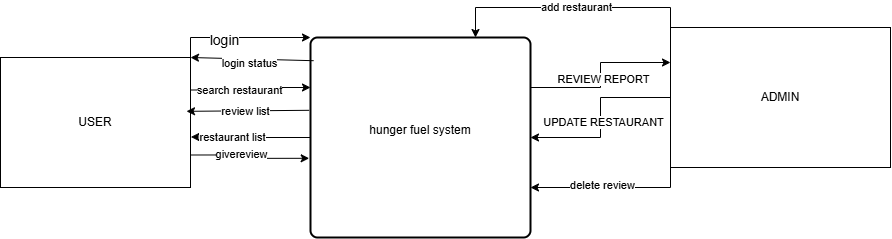 add restaurant
login
login status
search restaurant
review list
restaurant list
givereview
USER
hunger fuel system
REVIEW REPORT
UPDATE RESTAURANT
delete review
ADMIN